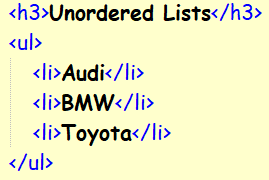 <h3>Unordered Lists</h3>
<ul>
<li>Audi</li>
<li>BMW</li>
<li>Toyota</li>
</ul>